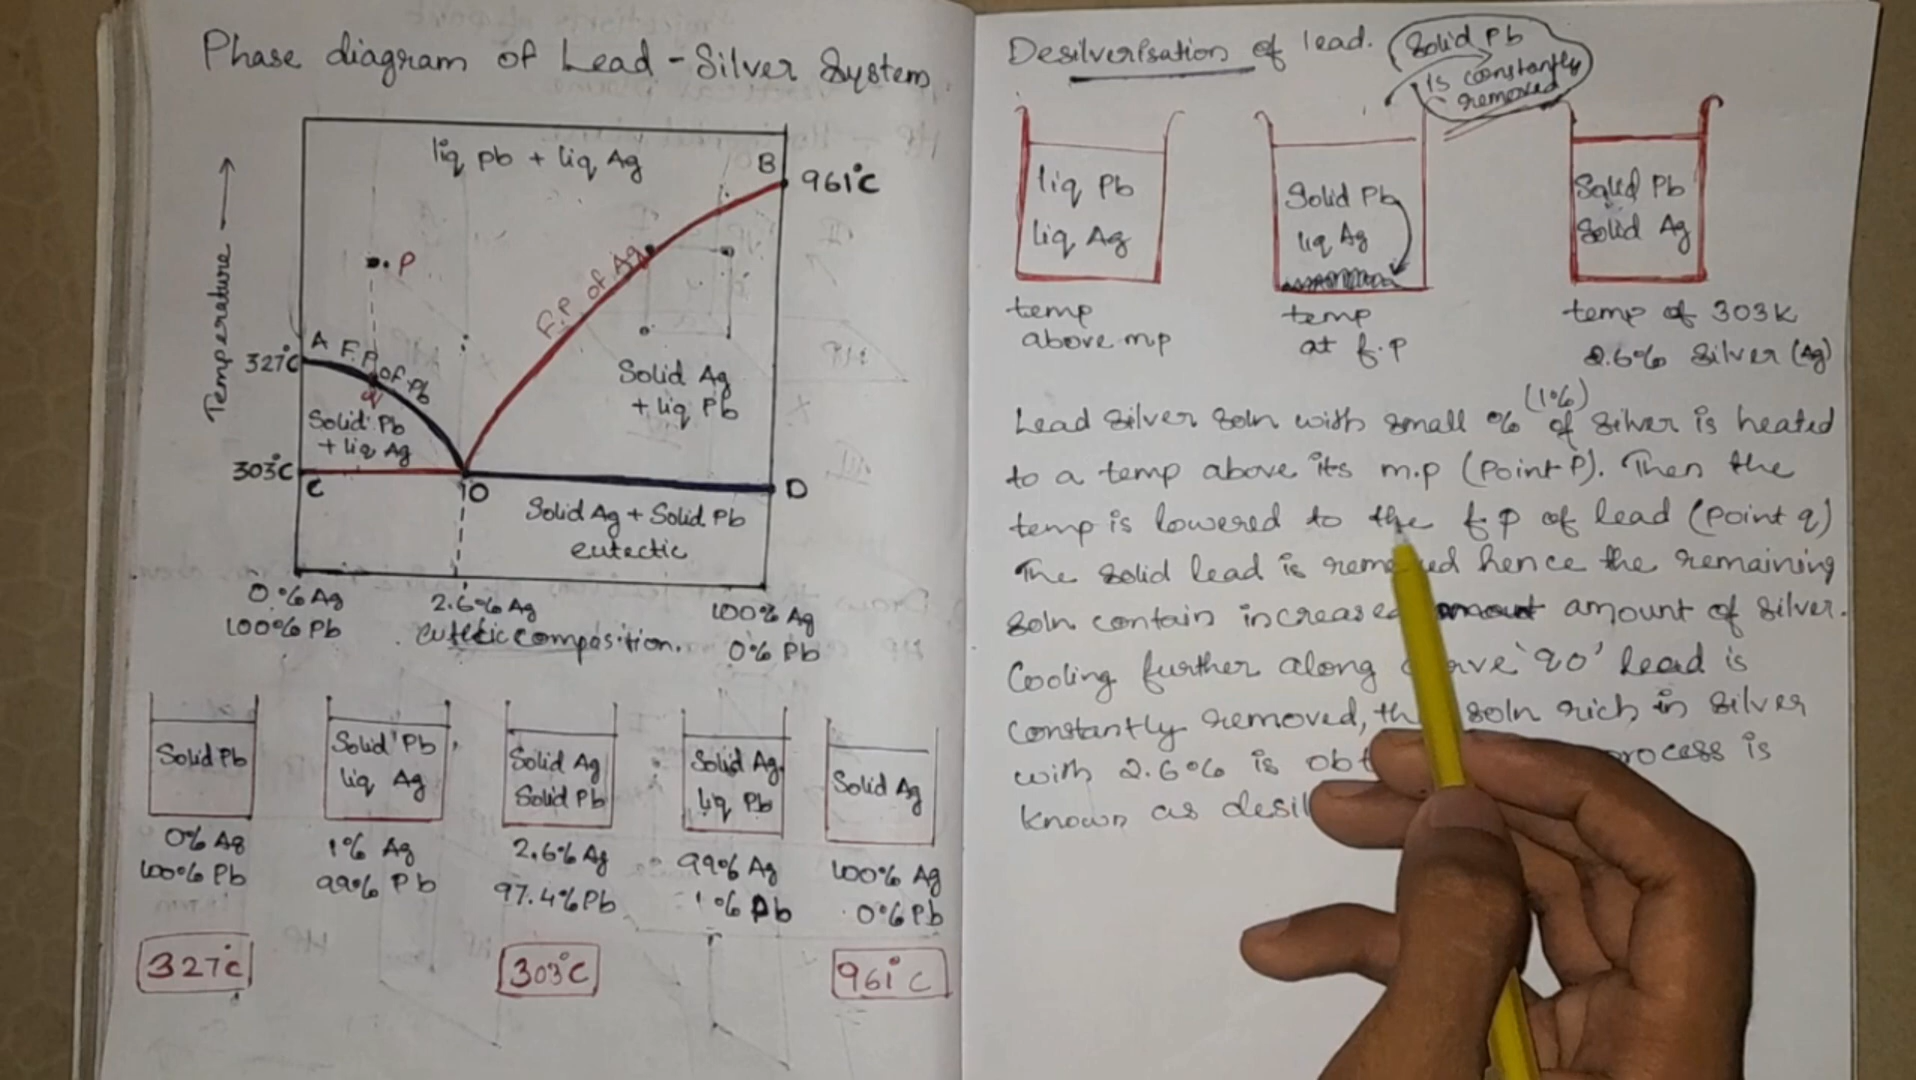 Phase diagram of Lead - Silver System
liq pb + liq Ag
B
961°C
Temperature
P
F.P of Ag
A F.P of Pb
327°C
q
Solid Pb
+ liq Ag
Solid Ag
+ liq Pb
303°C
C
O
D
Solid Ag + Solid Pb
eutectic
0% Ag
100% Pb
2.6% Ag
eutectic composition.
100% Ag
0% Pb
Solid Pb
0% Ag
100% Pb
327°C
Solid Pb
liq Ag
1% Ag
99% Pb
Solid Ag
Solid Pb
2.6% Ag
97.4% Pb
303°C
Solid Ag
liq Pb
99% Ag
1% Pb
Solid Ag
100% Ag
0% Pb
961°C
Desilverisation of lead.
Solid Pb
is constantly
removed
liq Pb
liq Ag
temp
above mp
Solid Pb
liq Ag
temp
at f.p
Solid Pb
Solid Ag
temp of 303K
2.6% Silver (Ag)
(1%)
Lead silver soln with small % of silver is heated
to a temp above its m.p (Point P). Then the
temp is lowered to the f p of lead (point q)
The solid lead is removed hence the remaining
soln contain increased amount of silver.
Cooling further along 'qo' lead is
constantly removed, soln rich in silver
with 2.6% is process is
known as